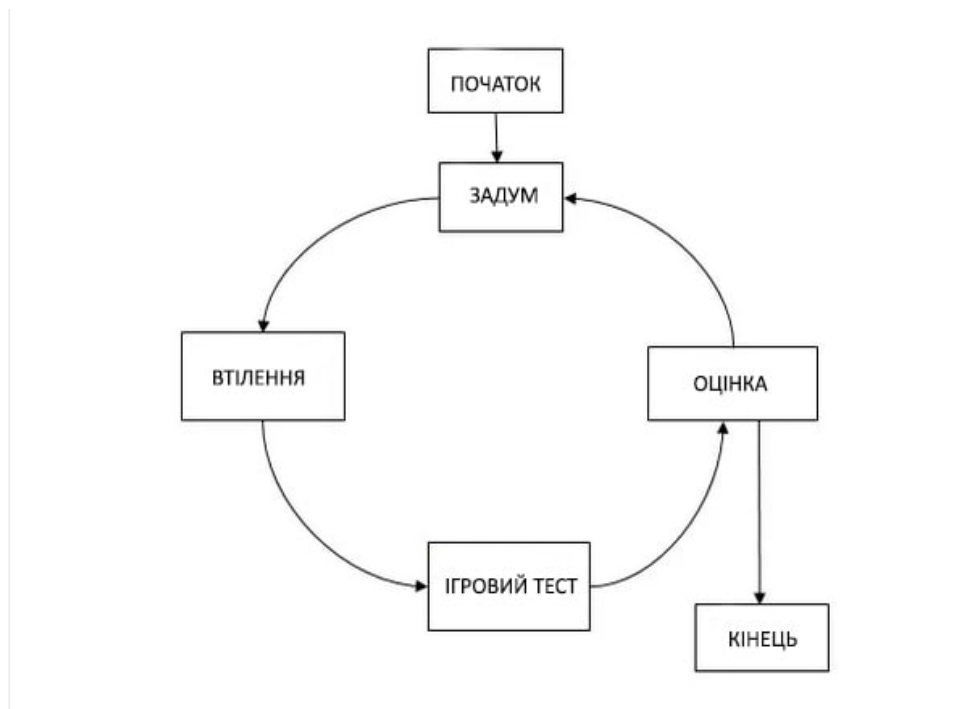 ПОЧАТОК
ЗАДУМ
ВТІЛЕННЯ
ОЦІНКА
ІГРОВИЙ ТЕСТ
КІНЕЦЬ